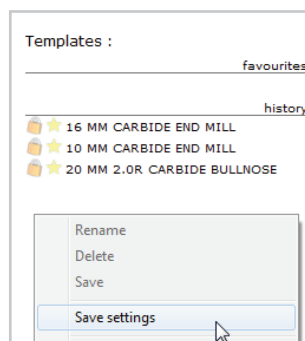 Templates :
favourites
history
16 MM CARBIDE END MILL
10 MM CARBIDE END MILL
20 MM 2.0R CARBIDE BULLNOSE
Rename
Delete
Save
Save settings